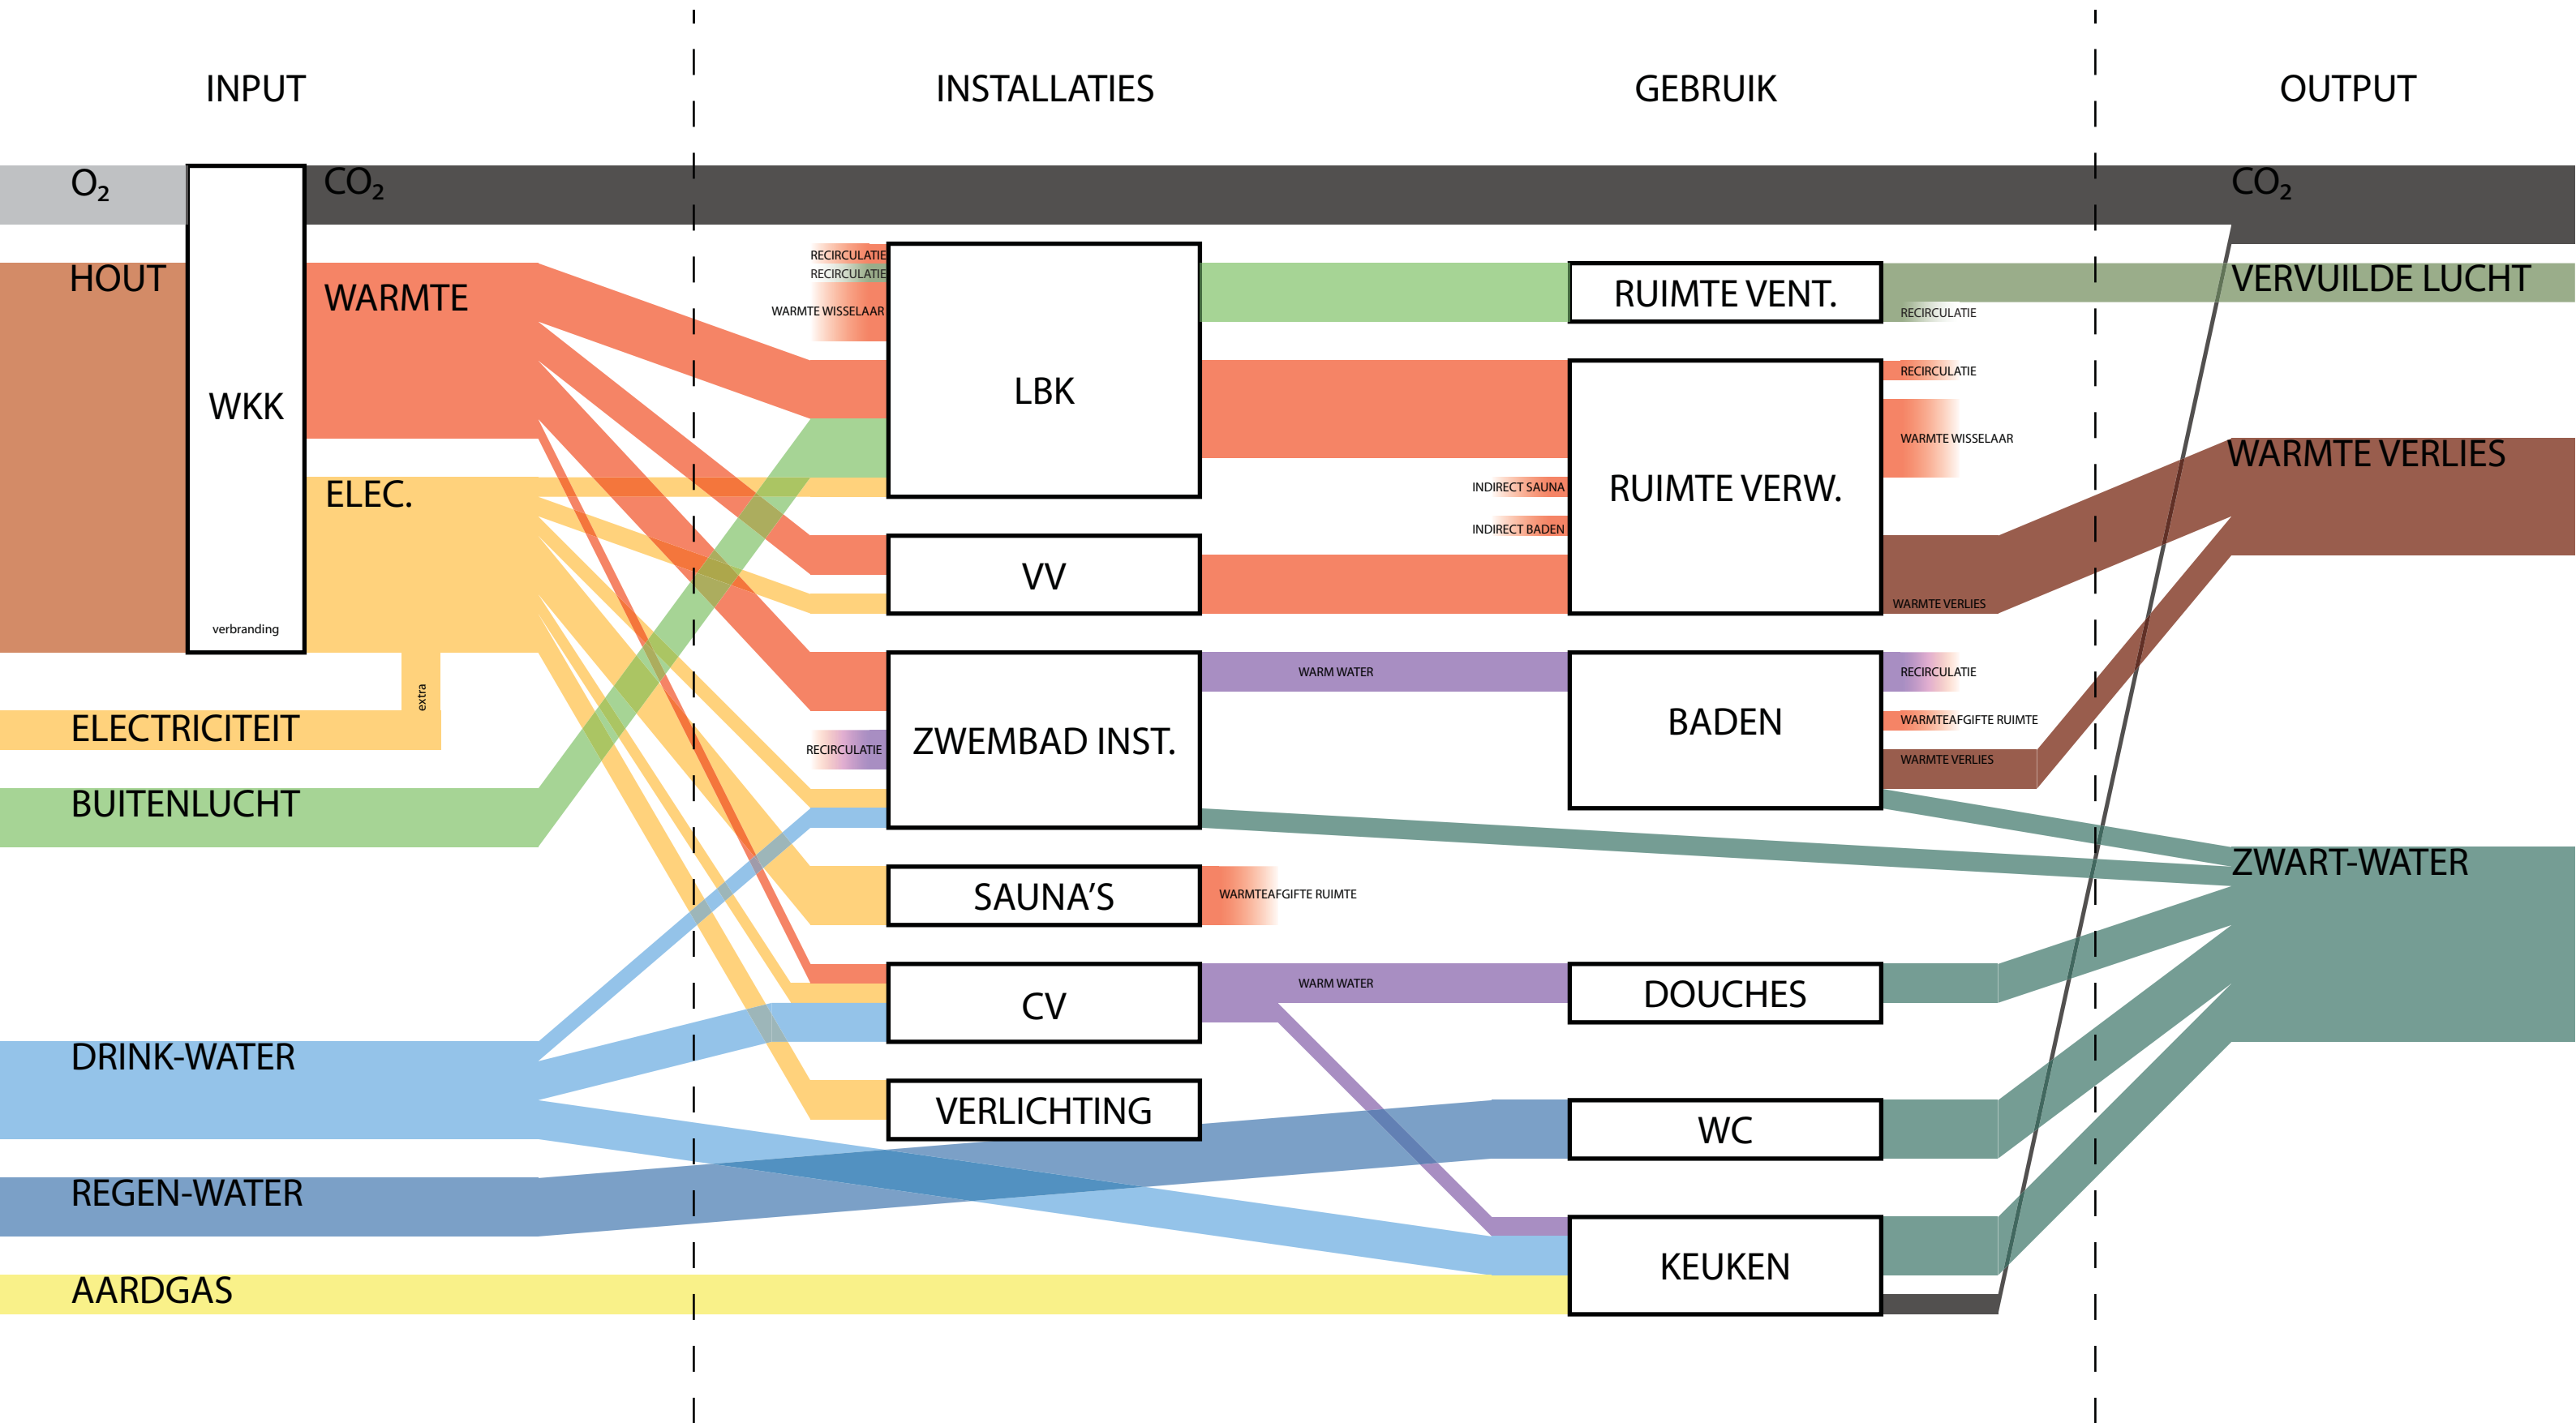 INPUT
INSTALLATIES
GEBRUIK
OUTPUT
O₂
CO₂
CO₂
HOUT
WARMTE
WKK
ELEC.
verbranding
extra
ELECTRICITEIT
BUITENLUCHT
DRINK-WATER
REGEN-WATER
AARDGAS
RECIRCULATIE
RECIRCULATIE
WARMTE WISSELAAR
LBK
VV
RECIRCULATIE
ZWEMBAD INST.
SAUNA'S
WARMTEAFGIFTE RUIMTE
CV
VERLICHTING
WARM WATER
WARM WATER
INDIRECT SAUNA
INDIRECT BADEN
RUIMTE VENT.
RECIRCULATIE
RUIMTE VERW.
RECIRCULATIE
WARMTE WISSELAAR
WARMTE VERLIES
BADEN
RECIRCULATIE
WARMTEAFGIFTE RUIMTE
WARMTE VERLIES
DOUCHES
WC
KEUKEN
VERVUILDE LUCHT
WARMTE VERLIES
ZWART-WATER